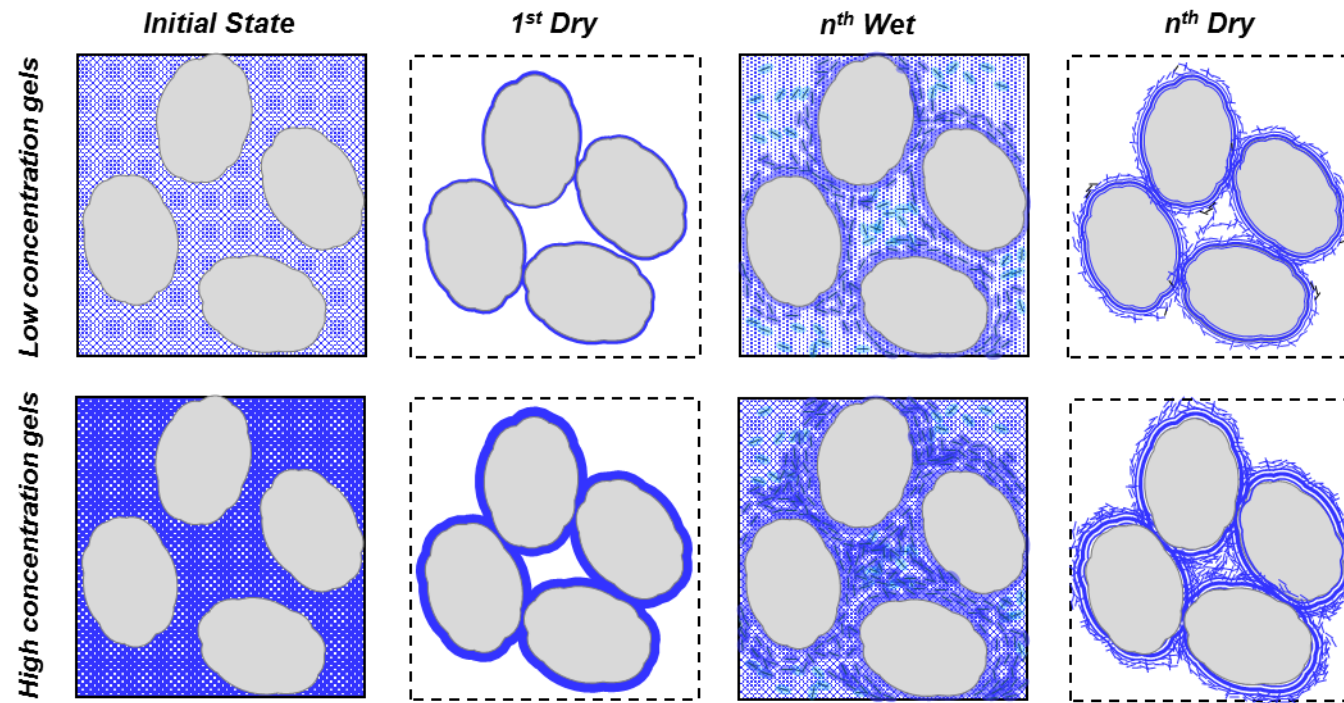 Initial State
1st Dry
nth Wet
nth Dry
Low concentration gels
High concentration gels